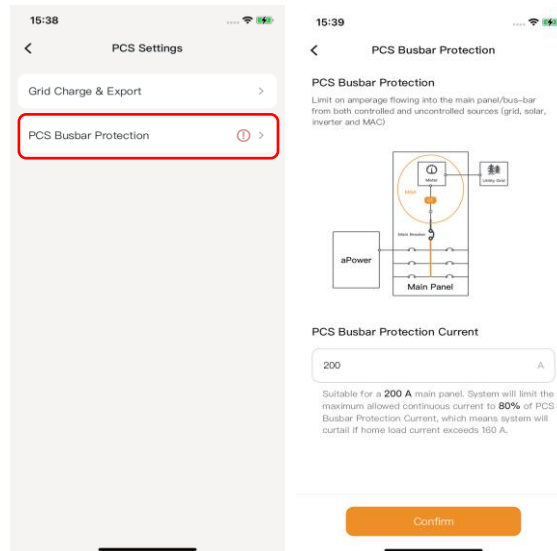 15:38
PCS Settings
Grid Charge & Export
PCS Busbar Protection
15:39
PCS Busbar Protection
PCS Busbar Protection
Limit on amperage flowing into the main panel/bus-bar
from both controlled and uncontrolled sources (grid, solar,
inverter and MAC)
Meter
Utility Grid
Main Breaker
aPower
Main Panel
PCS Busbar Protection Current
200
A
Suitable for a 200 A main panel. System will limit the
maximum allowed continuous current to 80% of PCS
Busbar Protection Current, which means system will
curtail if home load current exceeds 160 A.
Confirm